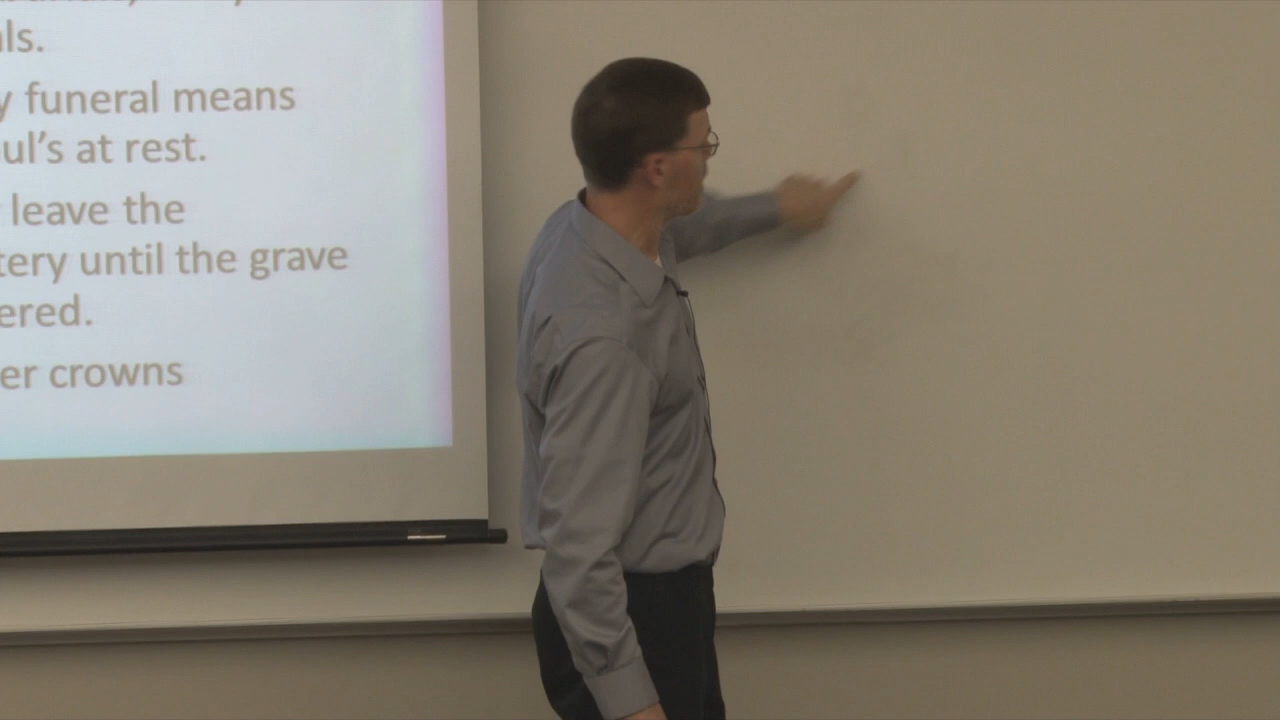 ls.
y funeral means
ul's at rest.
leave the
tery until the grave
ered.
er crowns